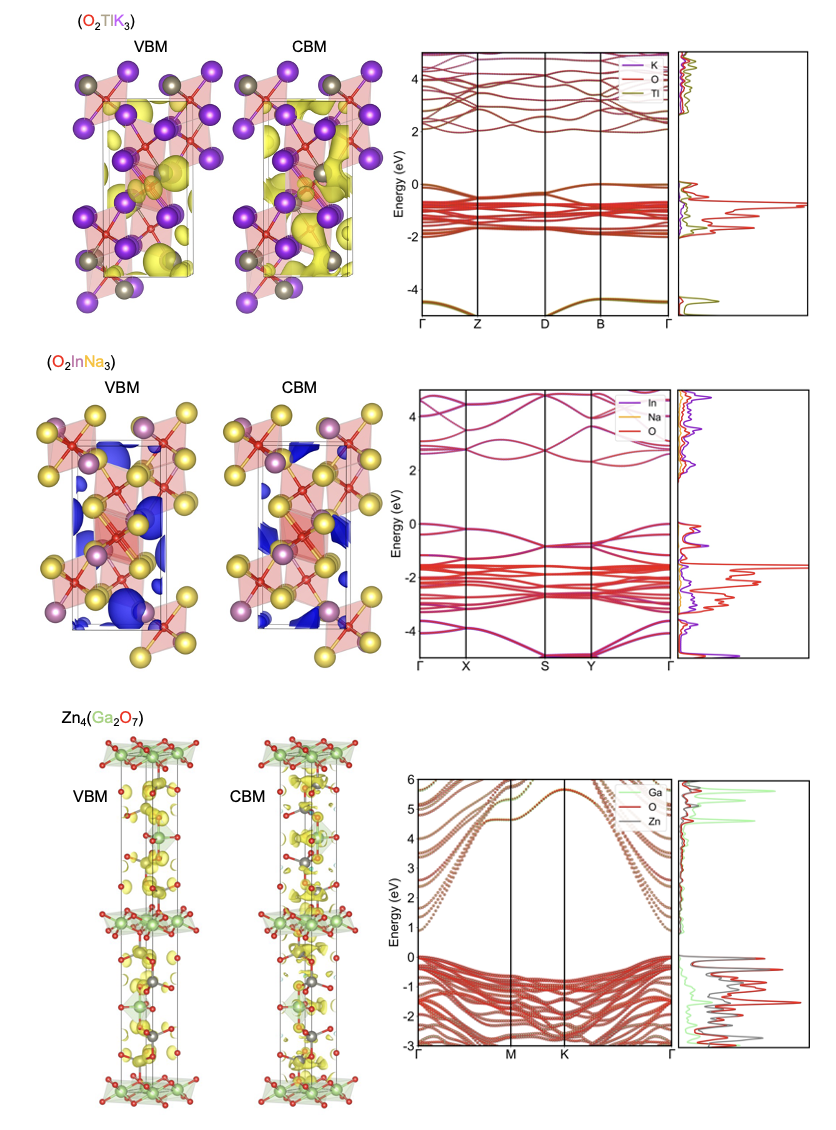 (O₂TlK₃)
VBM CBM
K
O
Tl
4
2
0
-2
-4
Energy (eV)
Γ Z D B Γ
(O₂InNa₃)
VBM CBM
In
Na
O
4
2
0
-2
-4
Energy (eV)
Γ X S Y Γ
Zn₄(Ga₂O₇)
VBM CBM
Ga
O
Zn
6
5
4
3
2
1
0
-1
-2
-3
Energy (eV)
Γ M K Γ